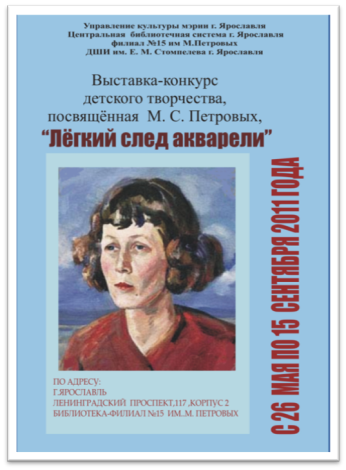 Управление культуры мэрии г. Ярославля
Центральная библиотечная система г. Ярославля
филиал №15 им М.Петровых
ДШИ им. Е. М. Стомпелева г. Ярославля
Выставка-конкурс
детского творчества,
посвящённая М. С. Петровых,
“Лёгкий след акварели”
С 26 МАЯ ПО 15 СЕНТЯБРЯ 2011 ГОДА
ПО АДРЕСУ:
Г.ЯРОСЛАВЛЬ
ЛЕНИНГРАДСКИЙ ПРОСПЕКТ,117 ,КОРПУС 2
БИБЛИОТЕКА-ФИЛИАЛ №15 ИМ..М. ПЕТРОВЫХ